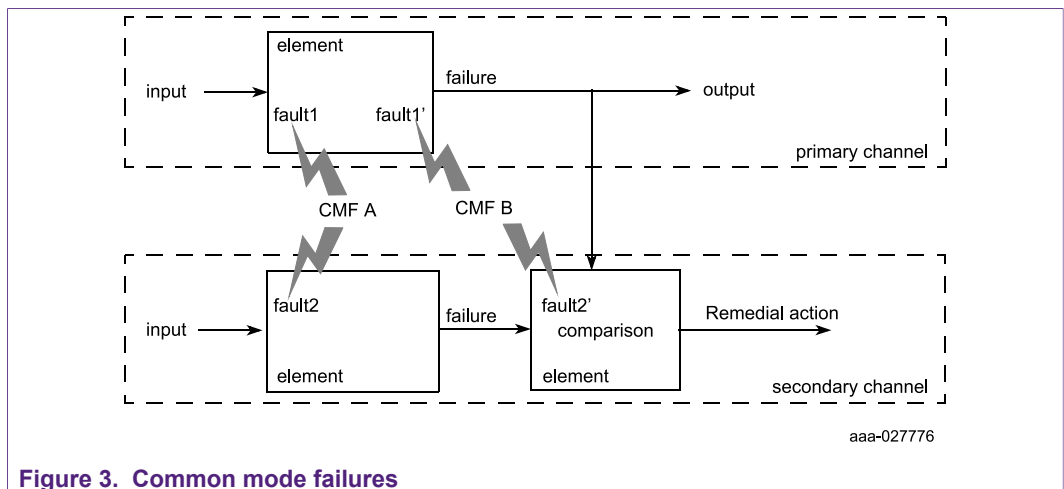 element
input
failure
output
fault1
fault1'
primary channel
CMF A
CMF B
fault2
fault2'
input
failure
comparison
Remedial action
element
element
secondary channel
aaa-027776
Figure 3. Common mode failures